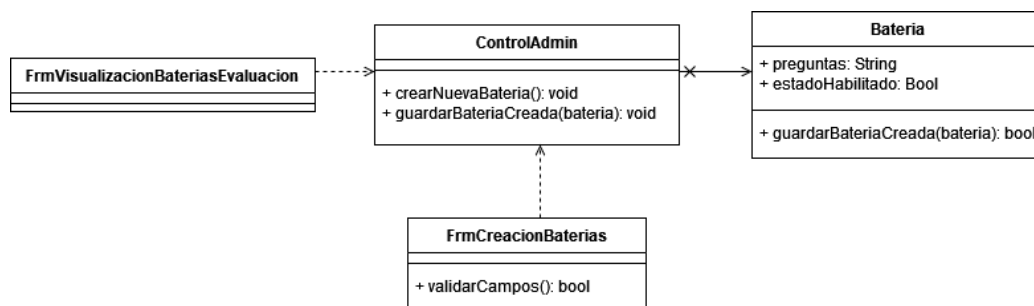 FrmVisualizacionBateriasEvaluacion
ControlAdmin
+ crearNuevaBateria(): void
+ guardarBateriaCreada(bateria): void
Bateria
+ preguntas: String
+ estadoHabilitado: Bool
+ guardarBateriaCreada(bateria): bool
FrmCreacionBaterias
+ validarCampos(): bool